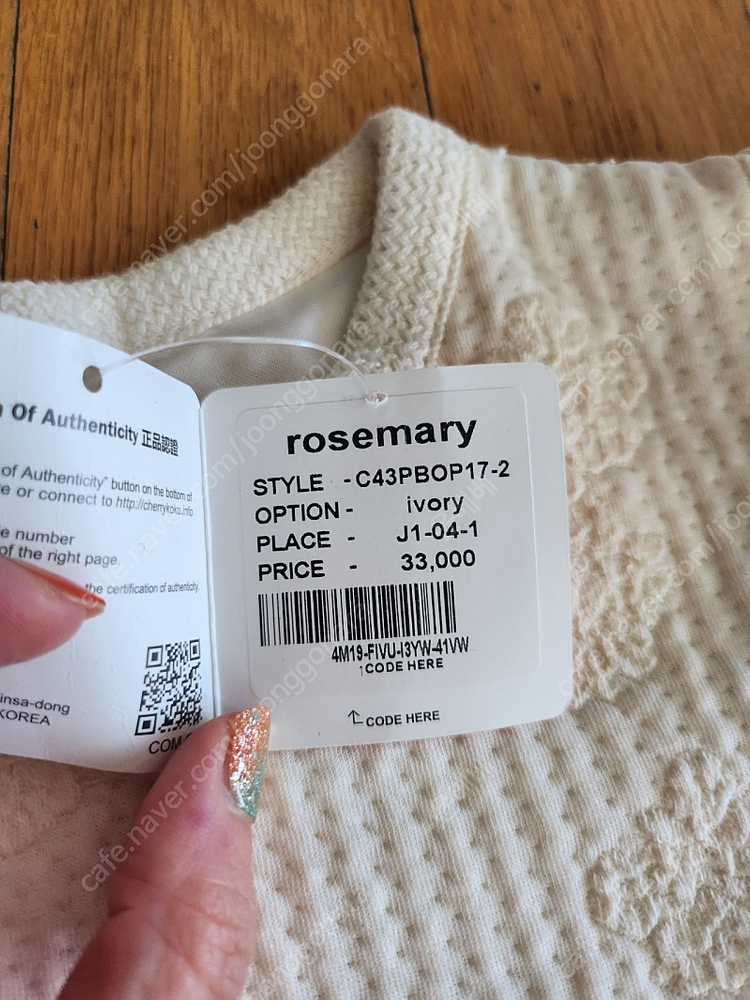 Of Authenticity 正品認證
of Authenticity" button on the bottom of
or connect to http://cherrykoko.info
number
of the right page.
the certification of authenticity.
insa-dong
KOREA
rosemary
STYLE - C43PBOP17-2
OPTION - ivory
PLACE - J1-04-1
PRICE - 33,000
4M19-FIVU-I3YW-41VW
↑CODE HERE
CODE HERE
cafe.naver.com/joonggonara
cafe.naver.com/joonggonara
cafe.naver.com/joonggonara